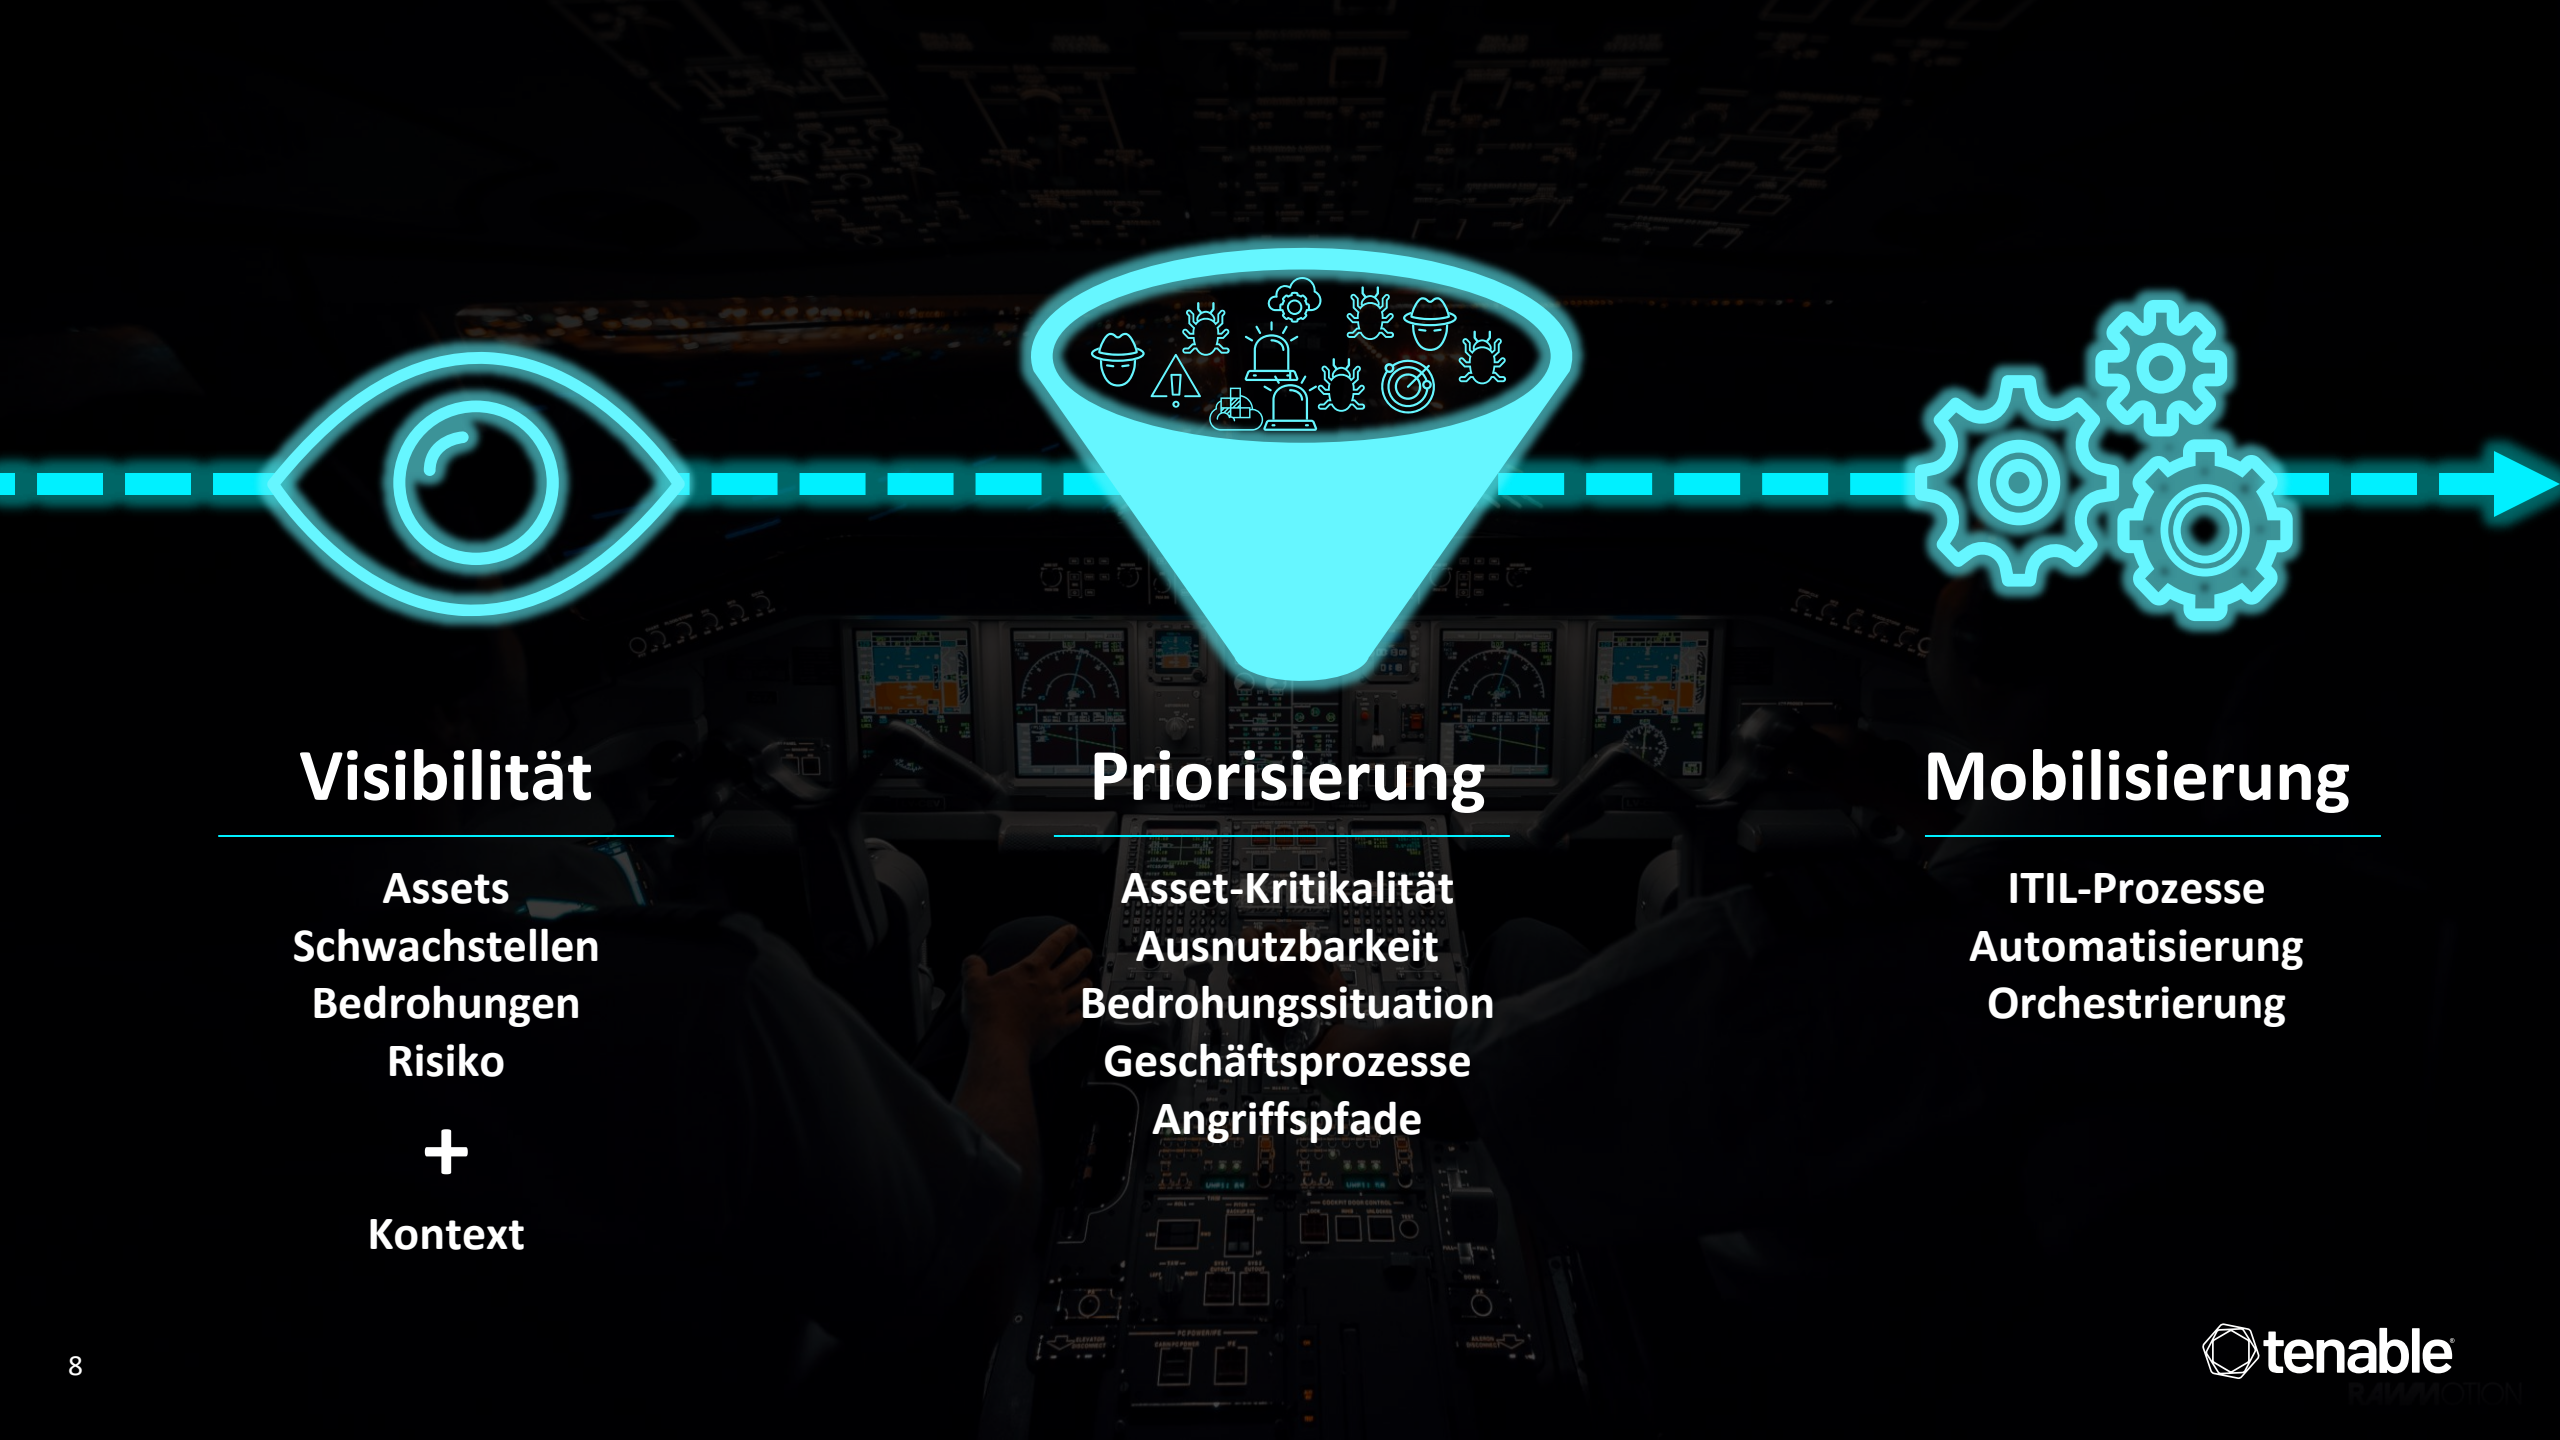 Visibilität
Assets
Schwachstellen
Bedrohungen
Risiko
+
Kontext
Priorisierung
Asset-Kritikalität
Ausnutzbarkeit
Bedrohungssituation
Geschäftsprozesse
Angriffspfade
Mobilisierung
ITIL-Prozesse
Automatisierung
Orchestrierung
8
tenable
RAWMOTION